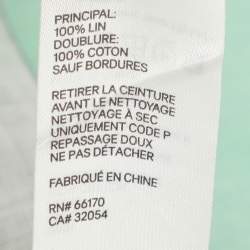 PRINCIPAL:
100% LIN
DOUBLURE:
100% COTON
SAUF BORDURES
RETIRER LA CEINTURE
AVANT LE NETTOYAGE
NETTOYAGE À SEC
UNIQUEMENT CODE P
REPASSAGE DOUX
NE PAS DÉTACHER
FABRIQUÉ EN CHINE
RN# 66170
CA# 32054